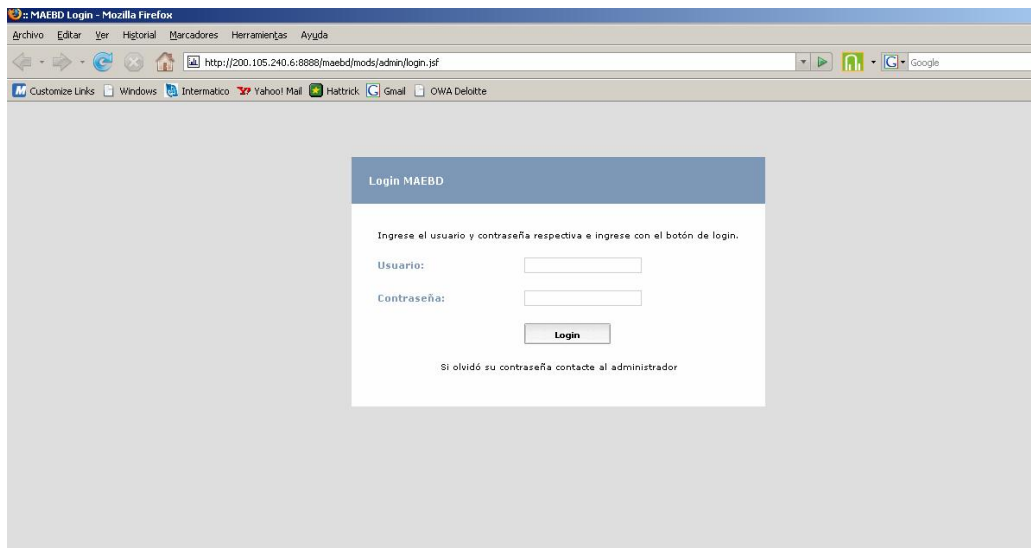 :: MAEBD Login - Mozilla Firefox
Archivo Editar Ver Historial Marcadores Herramientas Ayuda
http://200.105.240.6:8888/maebd/mods/admin/login.jsf
G Google
Customize Links Windows Intermatico Yahoo! Mail Hattrick Gmail OWA Deloitte
Login MAEBD
Ingrese el usuario y contraseña respectiva e ingrese con el botón de login.
Usuario:
Contraseña:
Login
Si olvidó su contraseña contacte al administrador